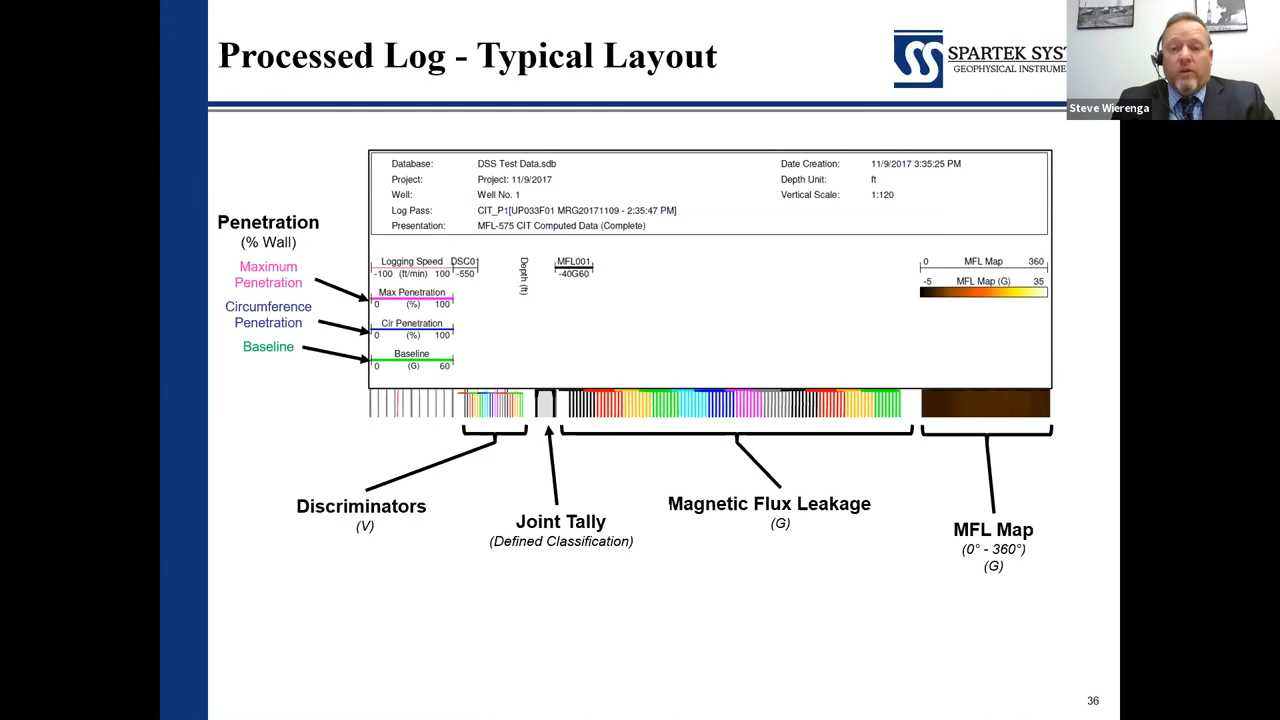 Processed Log - Typical Layout
SPARTEK SYST
GEOPHYSICAL INSTRUME
Steve Wierenga
Database: DSS Test Data.sdb Date Creation: 11/9/2017 3:35:25 PM
Project: Project: 11/9/2017 Depth Unit: ft
Well: Well No. 1 Vertical Scale: 1:120
Log Pass: CIT_P1[UP033F01 MRG20171109 - 2:35:47 PM]
Presentation: MFL-575 CIT Computed Data (Complete)
Penetration
(% Wall)
Maximum
Penetration
Circumference
Penetration
Baseline
Logging Speed DSC01 Depth (ft) MFL001 0 MFL Map 360
-100 (ft/min) 100 -550 -40G60 -5 MFL Map (G) 35
Max Penetration
0 (%) 100
Cir Penetration
0 (%) 100
Baseline
0 (G) 60
Discriminators
(V)
Joint Tally
(Defined Classification)
Magnetic Flux Leakage
(G)
MFL Map
(0° - 360°)
(G)
36